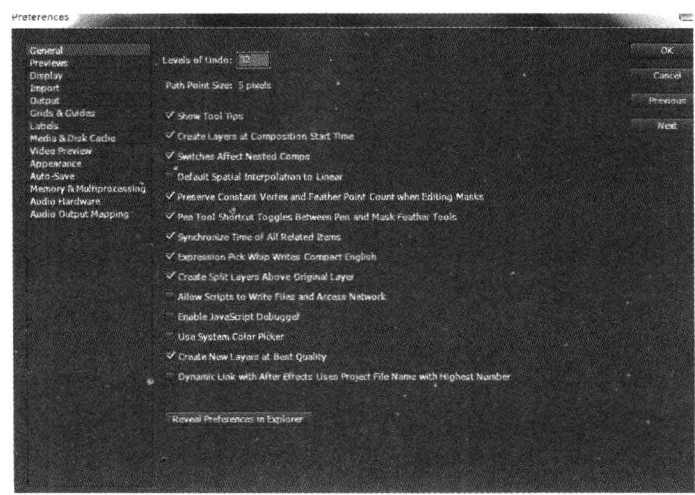 Preferences
General
Previews
Display
Import
Output
Grids & Guides
Labels
Media & Disk Cache
Video Preview
Appearance
Auto-Save
Memory & Multiprocessing
Audio Hardware
Audio Output Mapping
Levels of Undo: 32
Path Point Size: 5 pixels
Show Tool Tips
Create Layers at Composition Start Time
Switches Affect Nested Comps
Default Spatial Interpolation to Linear
Preserve Constant Vertex and Feather Point Count when Editing Masks
Pen Tool Shortcut Toggles Between Pen and Mask Feather Tools
Synchronize Time of All Related Items
Expression Pick Whip Writes Compact English
Create Split Layers Above Original Layer
Allow Scripts to Write Files and Access Network
Enable JavaScript Debugger
Use System Color Picker
Create New Layers at Best Quality
Dynamic Link with After Effects Uses Project File Name with Highest Number
Reveal Preferences in Explorer
OK
Cancel
Previous
Next